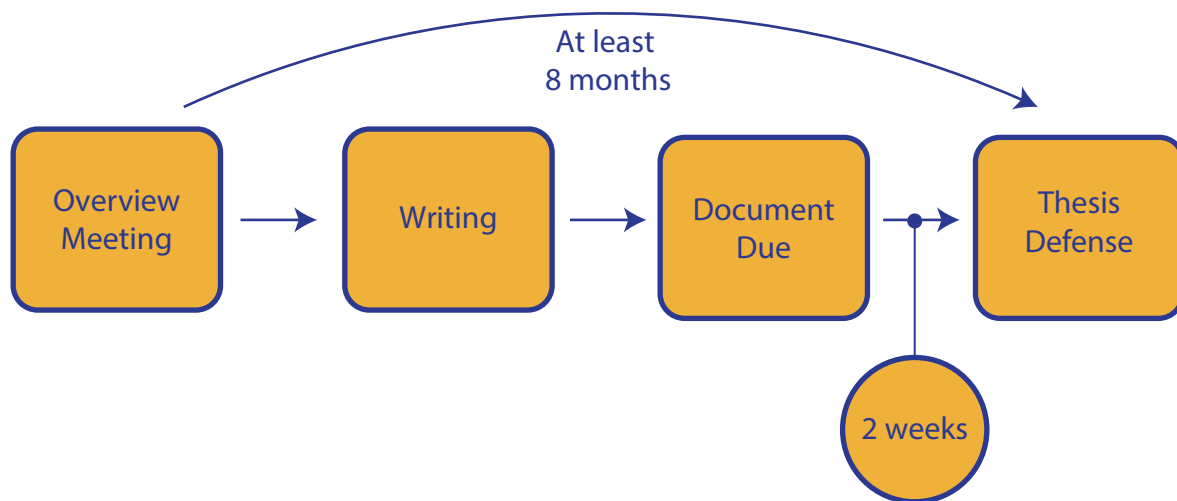 At least
8 months
Overview
Meeting
Writing
Document
Due
Thesis
Defense
2 weeks